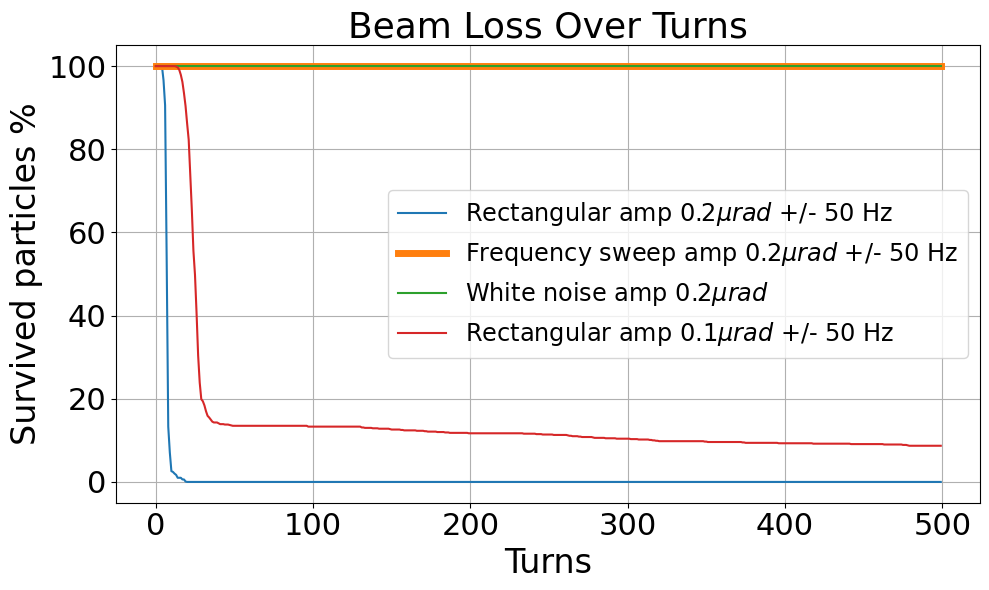 Beam Loss Over Turns
Survived particles %
100
80
60
40
20
0
Rectangular amp 0.2μrad +/- 50 Hz
Frequency sweep amp 0.2μrad +/- 50 Hz
White noise amp 0.2μrad
Rectangular amp 0.1μrad +/- 50 Hz
0 100 200 300 400 500
Turns